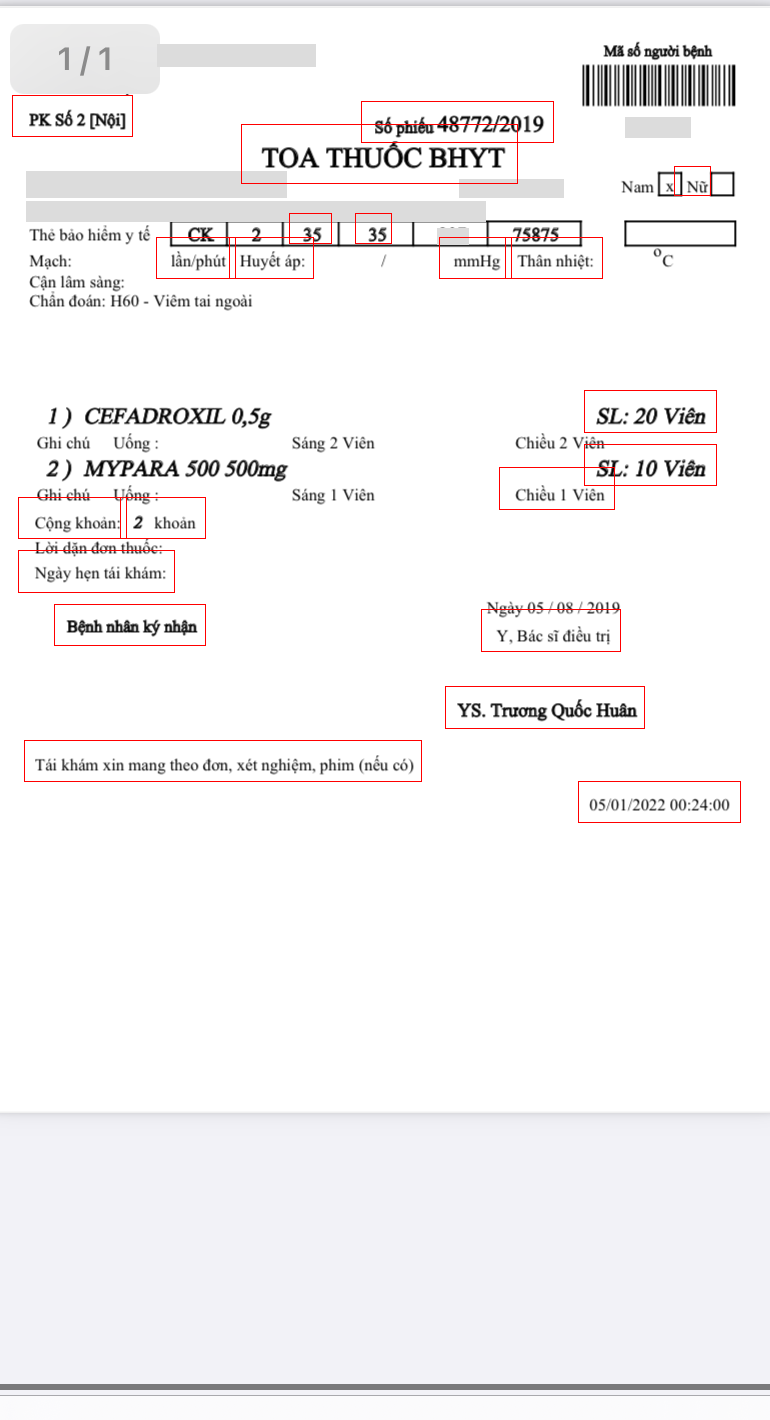 1/1
Mã số người bệnh
PK Số 2 [Nội]
Số phiếu 48772/2019
TOA THUỐC BHYT
Nam x Nữ
Thẻ bảo hiểm y tế CK 2 35 35 75875
Mạch: lần/phút Huyết áp: / mmHg Thân nhiệt: °C
Cận lâm sàng:
Chẩn đoán: H60 - Viêm tai ngoài
1 ) CEFADROXIL 0,5g SL: 20 Viên
Ghi chú Uống : Sáng 2 Viên Chiều 2 Viên
2 ) MYPARA 500 500mg SL: 10 Viên
Ghi chú Uống : Sáng 1 Viên Chiều 1 Viên
Cộng khoản: 2 khoản
Lời dặn đơn thuốc:
Ngày hẹn tái khám:
Ngày 05 / 08 / 2019
Bệnh nhân ký nhận Y, Bác sĩ điều trị
YS. Trương Quốc Huân
Tái khám xin mang theo đơn, xét nghiệm, phim (nếu có)
05/01/2022 00:24:00